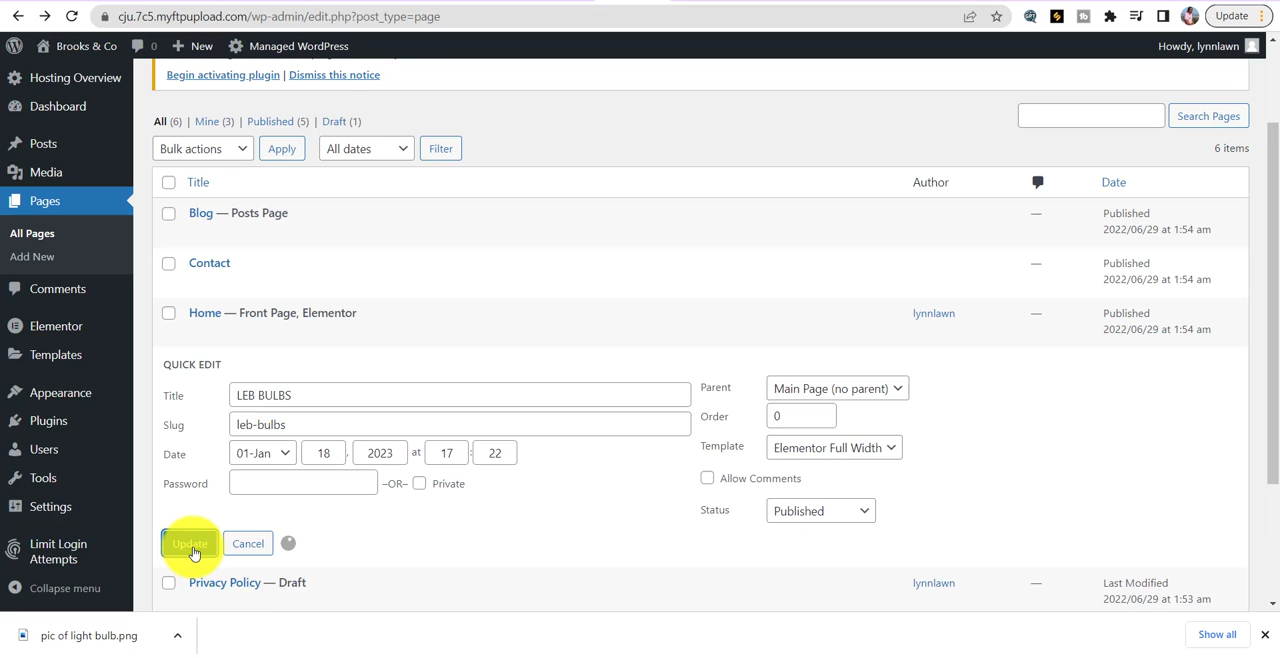 cju.7c5.myftpupload.com/wp-admin/edit.php?post_type=page
Update
Brooks & Co 0 New Managed WordPress Howdy, lynnlawn
Hosting Overview
Dashboard
Posts
Media
Pages
All Pages
Add New
Comments
Elementor
Templates
Appearance
Plugins
Users
Tools
Settings
Limit Login
Attempts
Collapse menu
Begin activating plugin | Dismiss this notice
All (6) | Mine (3) | Published (5) | Draft (1)
Search Pages
Bulk actions Apply All dates Filter 6 items
Title Author Date
Blog — Posts Page — Published
2022/06/29 at 1:54 am
Contact — Published
2022/06/29 at 1:54 am
Home — Front Page, Elementor lynnlawn — Published
2022/06/29 at 1:54 am
QUICK EDIT
Title LEB BULBS
Slug leb-bulbs
Date 01-Jan 18 , 2023 at 17 : 22
Password –OR– Private
Parent Main Page (no parent)
Order 0
Template Elementor Full Width
Allow Comments
Status Published
Update Cancel
Privacy Policy — Draft lynnlawn — Last Modified
2022/06/29 at 1:53 am
pic of light bulb.png Show all